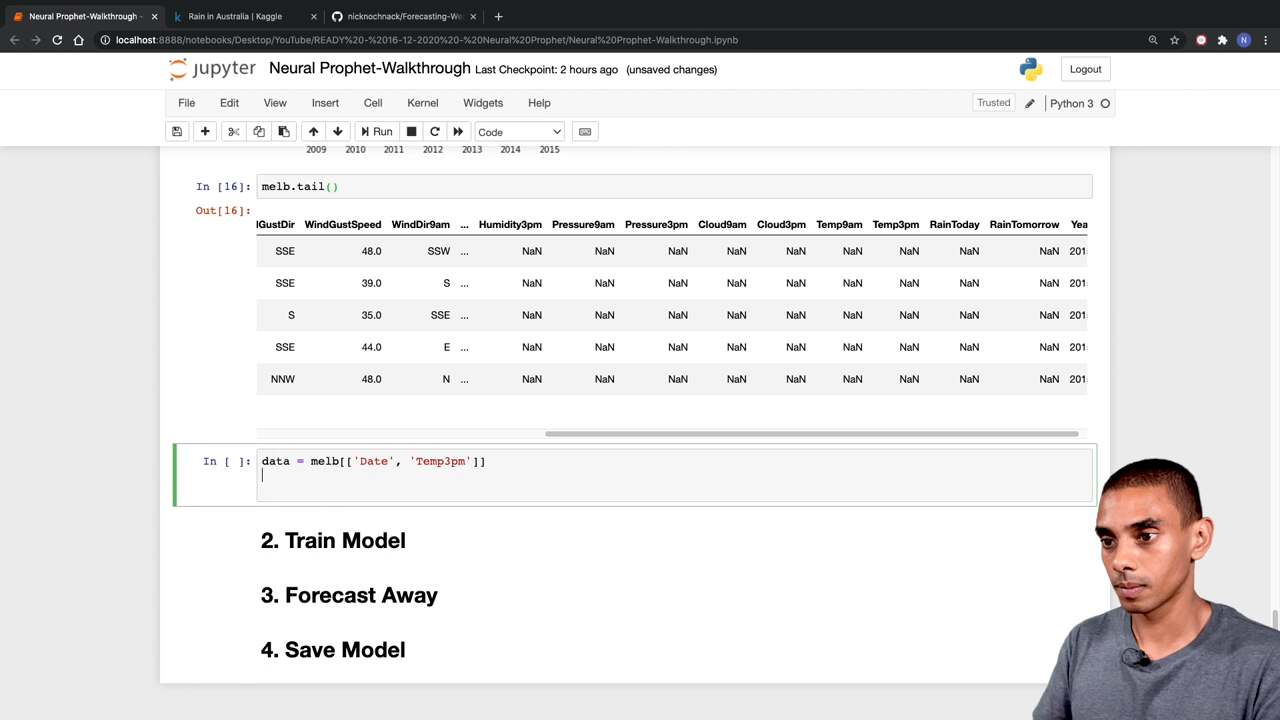 Neural Prophet-Walkthrough -
Rain in Australia | Kaggle
nicknochnack/Forecasting-We
localhost:8888/notebooks/Desktop/YouTube/READY%20-%2016-12-2020%20-%20Neural%20Prophet/Neural%20Prophet-Walkthrough.ipynb
N
jupyter Neural Prophet-Walkthrough Last Checkpoint: 2 hours ago (unsaved changes) Logout
File Edit View Insert Cell Kernel Widgets Help Trusted Python 3
Run Code
2009 2010 2011 2012 2013 2014 2015
In [16]: melb.tail()
Out[16]:
lGustDir WindGustSpeed WindDir9am ... Humidity3pm Pressure9am Pressure3pm Cloud9am Cloud3pm Temp9am Temp3pm RainToday RainTomorrow Yea
SSE 48.0 SSW ... NaN NaN NaN NaN NaN NaN NaN NaN NaN 201
SSE 39.0 S ... NaN NaN NaN NaN NaN NaN NaN NaN NaN 201
S 35.0 SSE ... NaN NaN NaN NaN NaN NaN NaN NaN NaN 201
SSE 44.0 E ... NaN NaN NaN NaN NaN NaN NaN NaN NaN 201
NNW 48.0 N ... NaN NaN NaN NaN NaN NaN NaN NaN NaN 201
In [ ]: data = melb[['Date', 'Temp3pm']]
2. Train Model
3. Forecast Away
4. Save Model